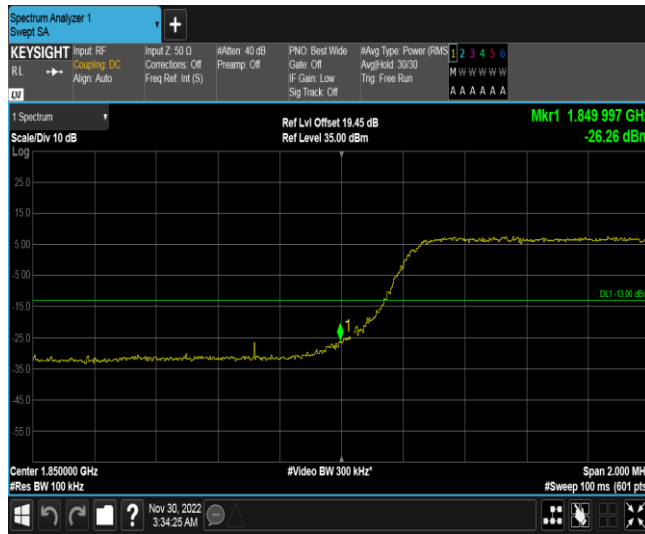 Spectrum Analyzer 1
Swept SA
+
KEYSIGHT Input: RF Input Z: 50 Ω #Atten: 40 dB PNO: Best Wide #Avg Type: Power (RMS 1 2 3 4 5 6
RL Coupling: DC Corrections: Off Preamp: Off Gate: Off Avg|Hold: 30/30 M W W W W W
Align: Auto Freq Ref: Int (S) IF Gain: Low Trig: Free Run
Sig Track: Off A A A A A A
LXI
1 Spectrum Ref Lvl Offset 19.45 dB Mkr1 1.849 997 GH
Scale/Div 10 dB Ref Level 35.00 dBm -26.26 dBm
Log
25.0
15.0
5.00
-5.00
DL1 -13.00 dB
-15.0
1
-25.0
-35.0
-45.0
-55.0
Center 1.850000 GHz #Video BW 300 kHz* Span 2.000 MH
#Res BW 100 kHz #Sweep 100 ms (601 pts
? Nov 30, 2022
3:34:25 AM